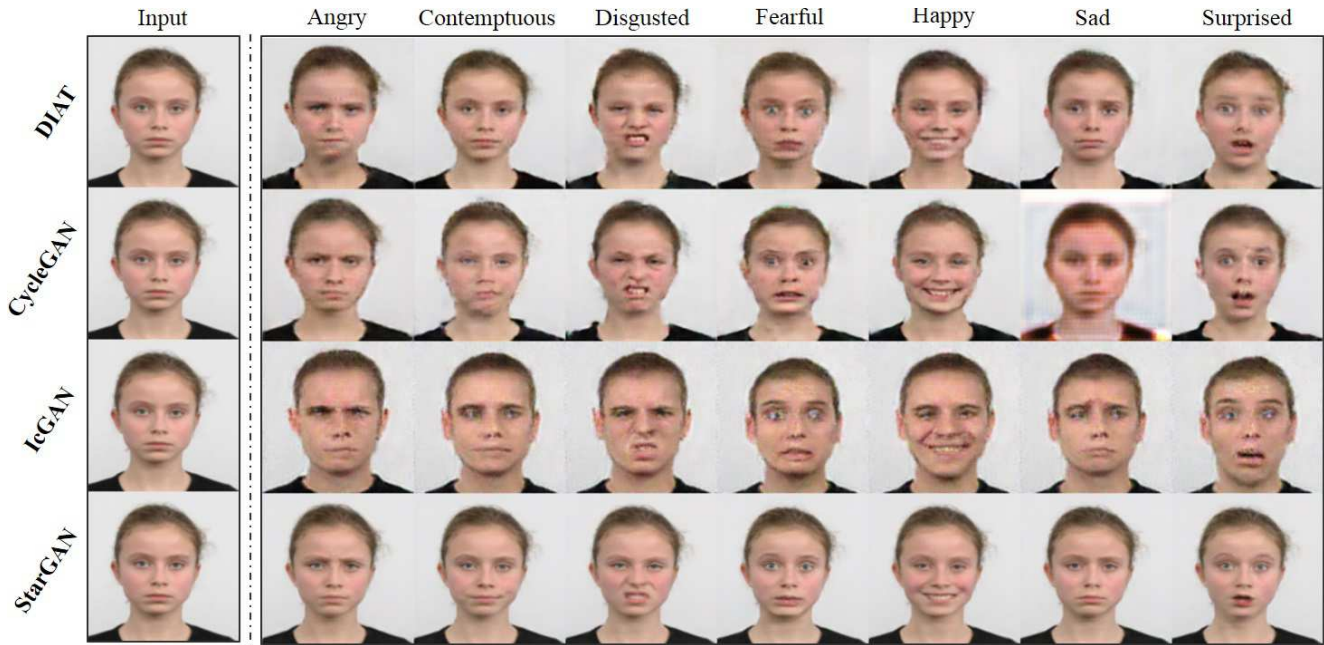 Input Angry Contemptuous Disgusted Fearful Happy Sad Surprised
DIAT
CycleGAN
IcGAN
StarGAN